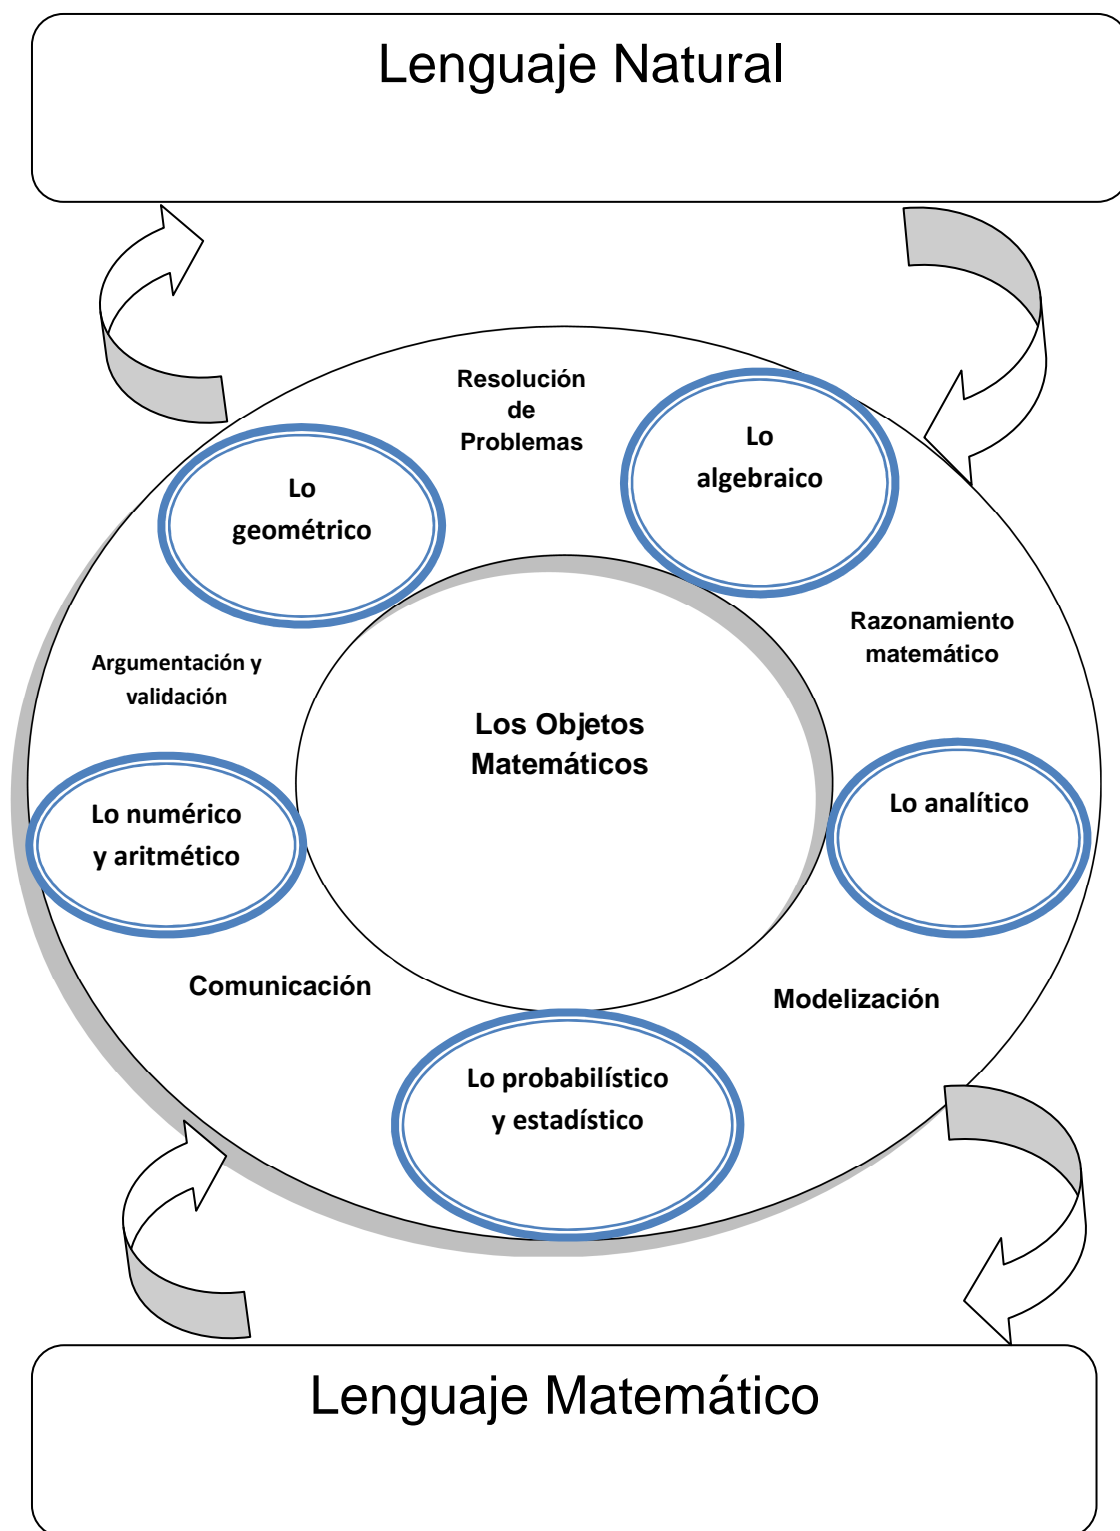 Lenguaje Natural
Resolución
de
Problemas
Lo
algebraico
Lo
geométrico
Razonamiento
matemático
Argumentación y
validación
Los Objetos
Matemáticos
Lo numérico
y aritmético
Lo analítico
Comunicación
Modelización
Lo probabilístico
y estadístico
Lenguaje Matemático